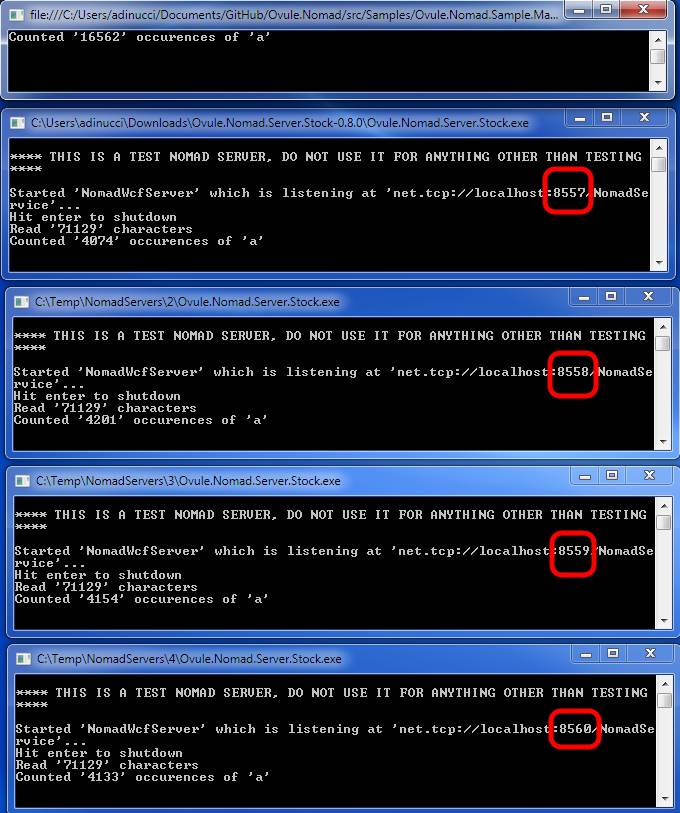 file:///C:/Users/adinucci/Documents/GitHub/Ovule.Nomad/src/Samples/Ovule.Nomad.Sample.Ma...
Counted '16562' occurences of 'a'
C:\Users\adinucci\Downloads\Ovule.Nomad.Server.Stock-0.8.0\Ovule.Nomad.Server.Stock.exe
**** THIS IS A TEST NOMAD SERVER, DO NOT USE IT FOR ANYTHING OTHER THAN TESTING
****
Started 'NomadWcfServer' which is listening at 'net.tcp://localhost:8557/NomadSe
rvice'...
Hit enter to shutdown
Read '71129' characters
Counted '4074' occurences of 'a'
C:\Temp\NomadServers\2\Ovule.Nomad.Server.Stock.exe
**** THIS IS A TEST NOMAD SERVER, DO NOT USE IT FOR ANYTHING OTHER THAN TESTING
****
Started 'NomadWcfServer' which is listening at 'net.tcp://localhost:8558/NomadSe
rvice'...
Hit enter to shutdown
Read '71129' characters
Counted '4201' occurences of 'a'
C:\Temp\NomadServers\3\Ovule.Nomad.Server.Stock.exe
**** THIS IS A TEST NOMAD SERVER, DO NOT USE IT FOR ANYTHING OTHER THAN TESTING
****
Started 'NomadWcfServer' which is listening at 'net.tcp://localhost:8559/NomadSe
rvice'...
Hit enter to shutdown
Read '71129' characters
Counted '4154' occurences of 'a'
C:\Temp\NomadServers\4\Ovule.Nomad.Server.Stock.exe
**** THIS IS A TEST NOMAD SERVER, DO NOT USE IT FOR ANYTHING OTHER THAN TESTING
****
Started 'NomadWcfServer' which is listening at 'net.tcp://localhost:8560/NomadSe
rvice'...
Hit enter to shutdown
Read '71129' characters
Counted '4133' occurences of 'a'